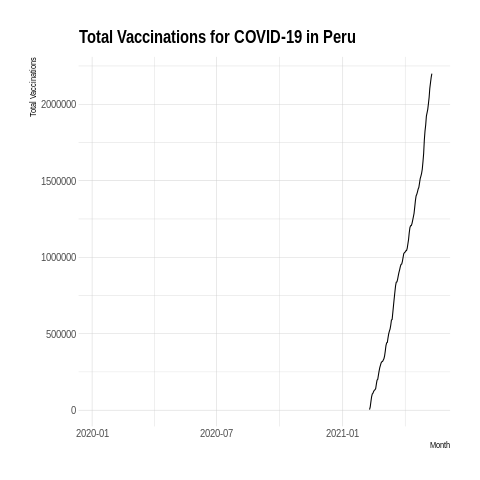 Total Vaccinations for COVID-19 in Peru
Total Vaccinations
2000000
1500000
1000000
500000
0
2020-01 2020-07 2021-01
Month